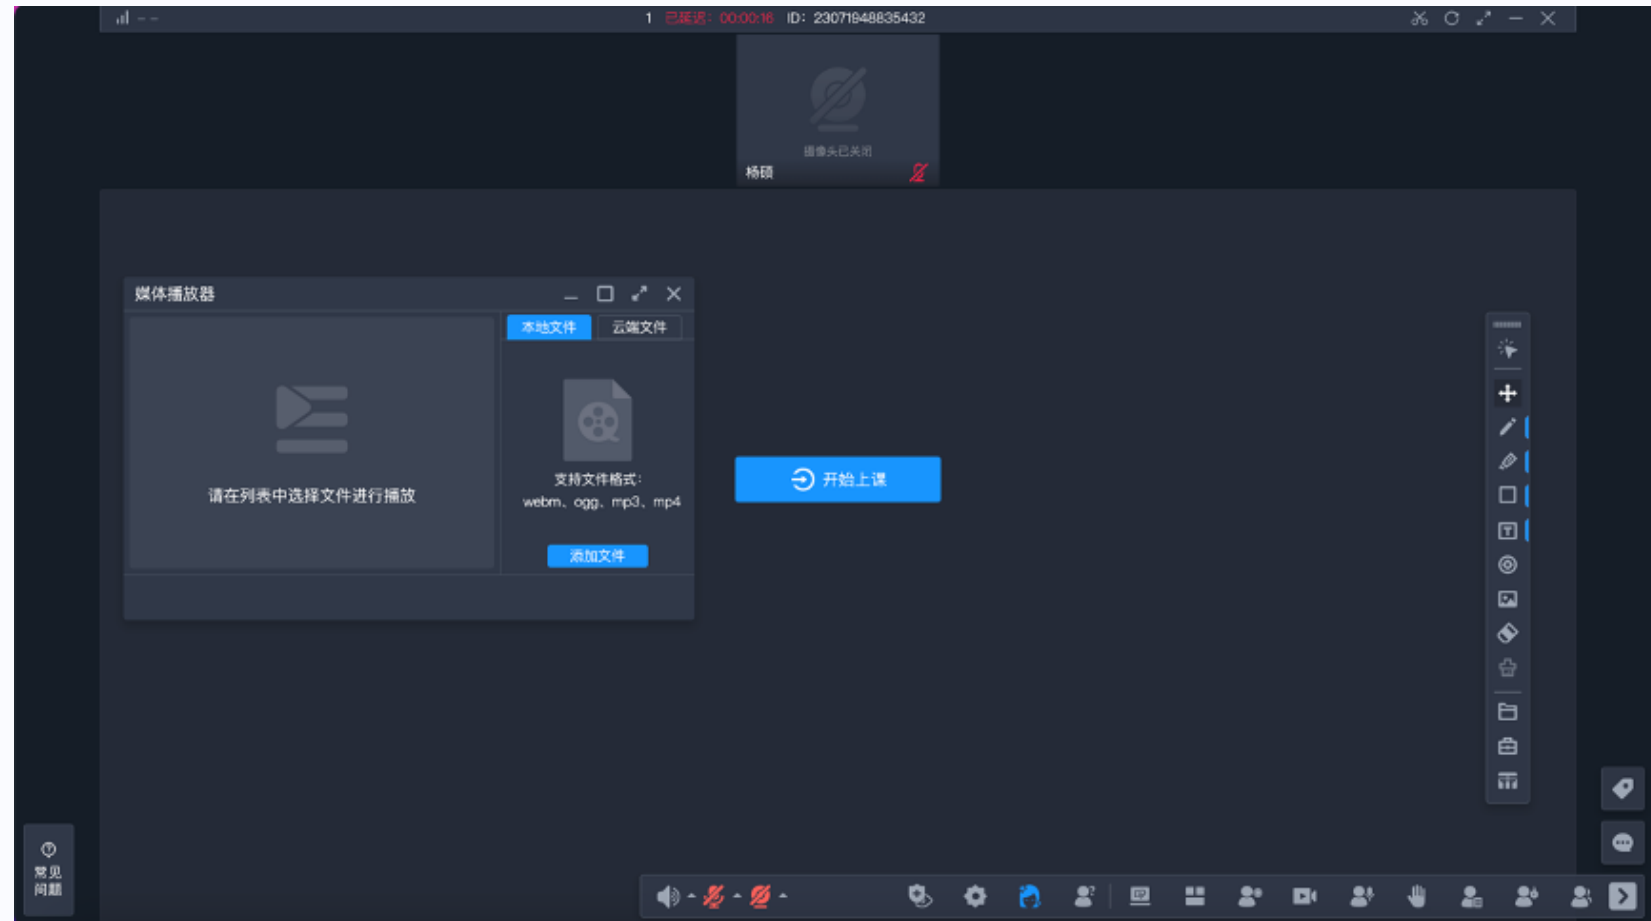 1 已延迟：00:00:16 ID：23071948835432
摄像头已关闭
杨硕
媒体播放器
本地文件 云端文件
请在列表中选择文件进行播放
支持文件格式：
webm、ogg、mp3、mp4
添加文件
开始上课
常见
问题